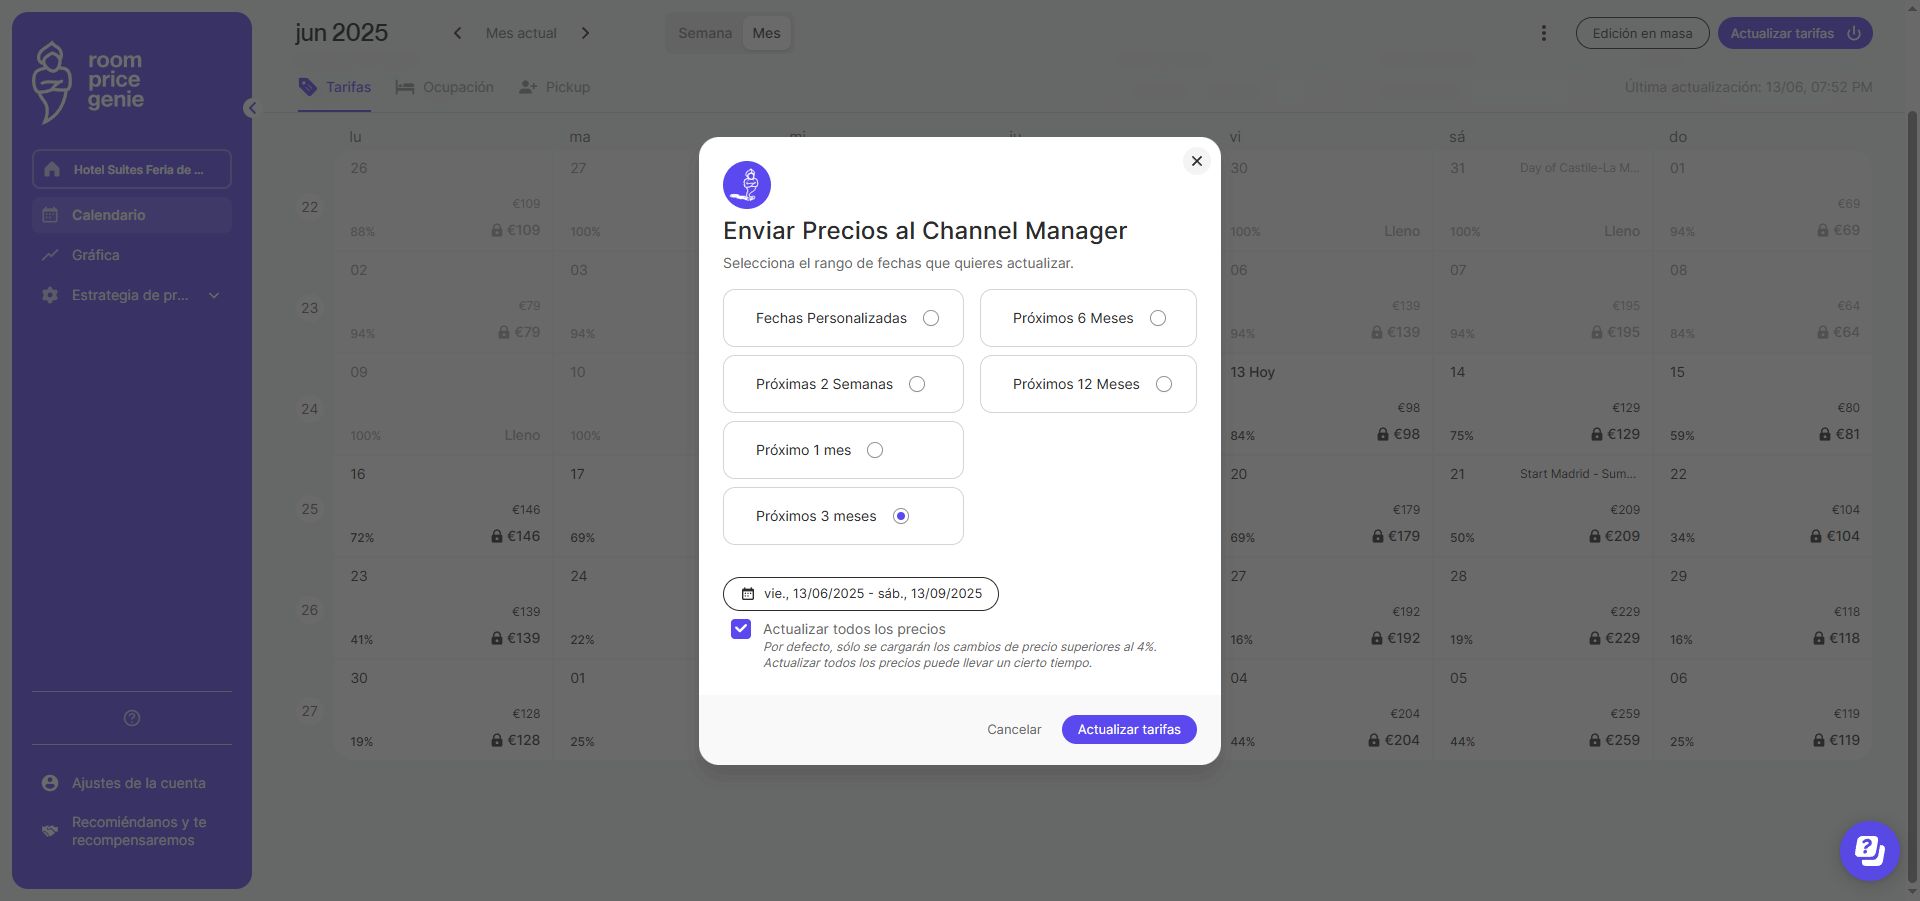 room
price
genie
Hotel Suites Feria de ...
Calendario
Gráfica
Estrategia de pr...
Ajustes de la cuenta
Recomiéndanos y te
recompensaremos
jun 2025
Mes actual
Semana
Mes
Edición en masa
Actualizar tarifas
Tarifas
Ocupación
Pickup
Última actualización: 13/06, 07:52 PM
lu ma mi ju vi sá do
22
26
€109
88% €109
27
100%
30
100% Lleno
31 Day of Castile-La M...
100% Lleno
01
€69
94% €69
23
02
€79
94% €79
03
94%
06
€139
94% €139
07
€195
94% €195
08
€64
84% €64
24
09
100% Lleno
10
100%
13 Hoy
€98
84% €98
14
€129
75% €129
15
€80
59% €81
25
16
€146
72% €146
17
69%
20
€179
69% €179
21 Start Madrid - Sum...
€209
50% €209
22
€104
34% €104
26
23
€139
41% €139
24
22%
27
€192
16% €192
28
€229
19% €229
29
€118
16% €118
27
30
€128
19% €128
01
25%
04
€204
44% €204
05
€259
44% €259
06
€119
25% €119
Enviar Precios al Channel Manager
Selecciona el rango de fechas que quieres actualizar.
Fechas Personalizadas
Próximos 6 Meses
Próximas 2 Semanas
Próximos 12 Meses
Próximo 1 mes
Próximos 3 meses
vie., 13/06/2025 - sáb., 13/09/2025
Actualizar todos los precios
Por defecto, sólo se cargarán los cambios de precio superiores al 4%.
Actualizar todos los precios puede llevar un cierto tiempo.
Cancelar
Actualizar tarifas